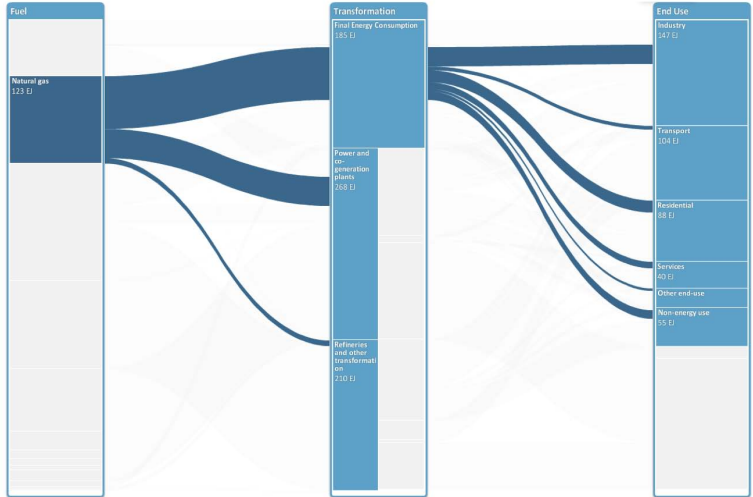 Fuel
Natural gas
123 EJ
Transformation
Final Energy Consumption
185 EJ
Power and
co-
generation
plants
268 EJ
Refineries
and other
transformati
on
210 EJ
End Use
Industry
147 EJ
Transport
104 EJ
Residential
88 EJ
Services
40 EJ
Other end-use
Non-energy use
55 EJ